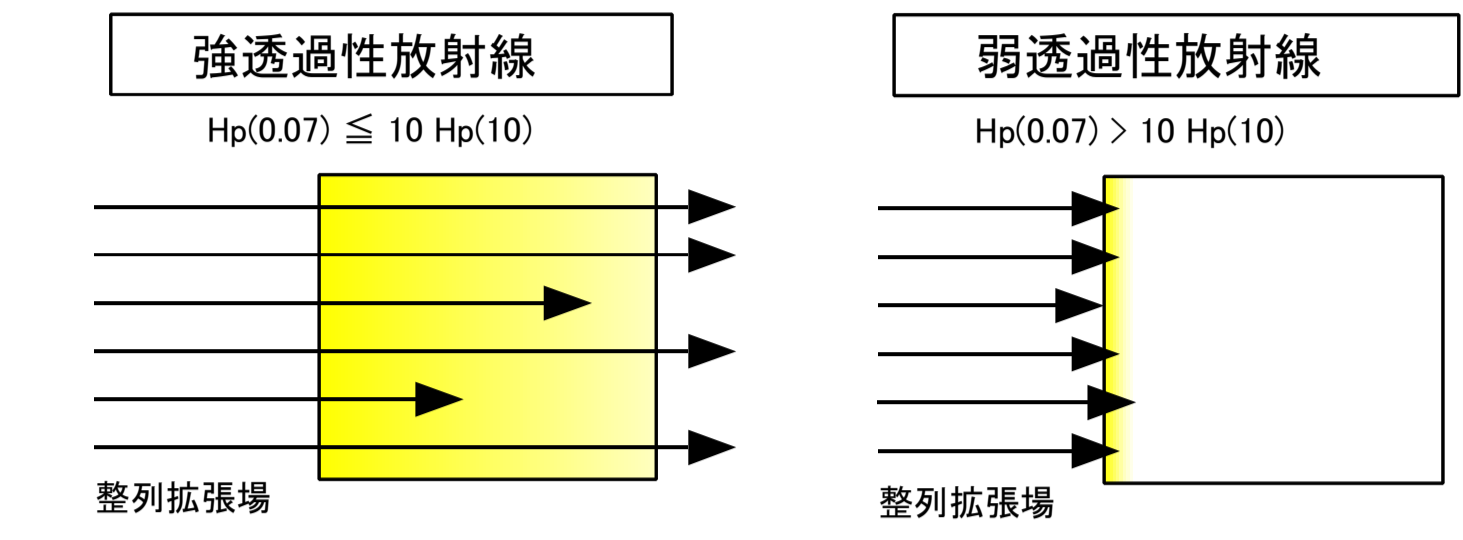 強透過性放射線
Hp(0.07) ≦ 10 Hp(10)
整列拡張場
弱透過性放射線
Hp(0.07) > 10 Hp(10)
整列拡張場